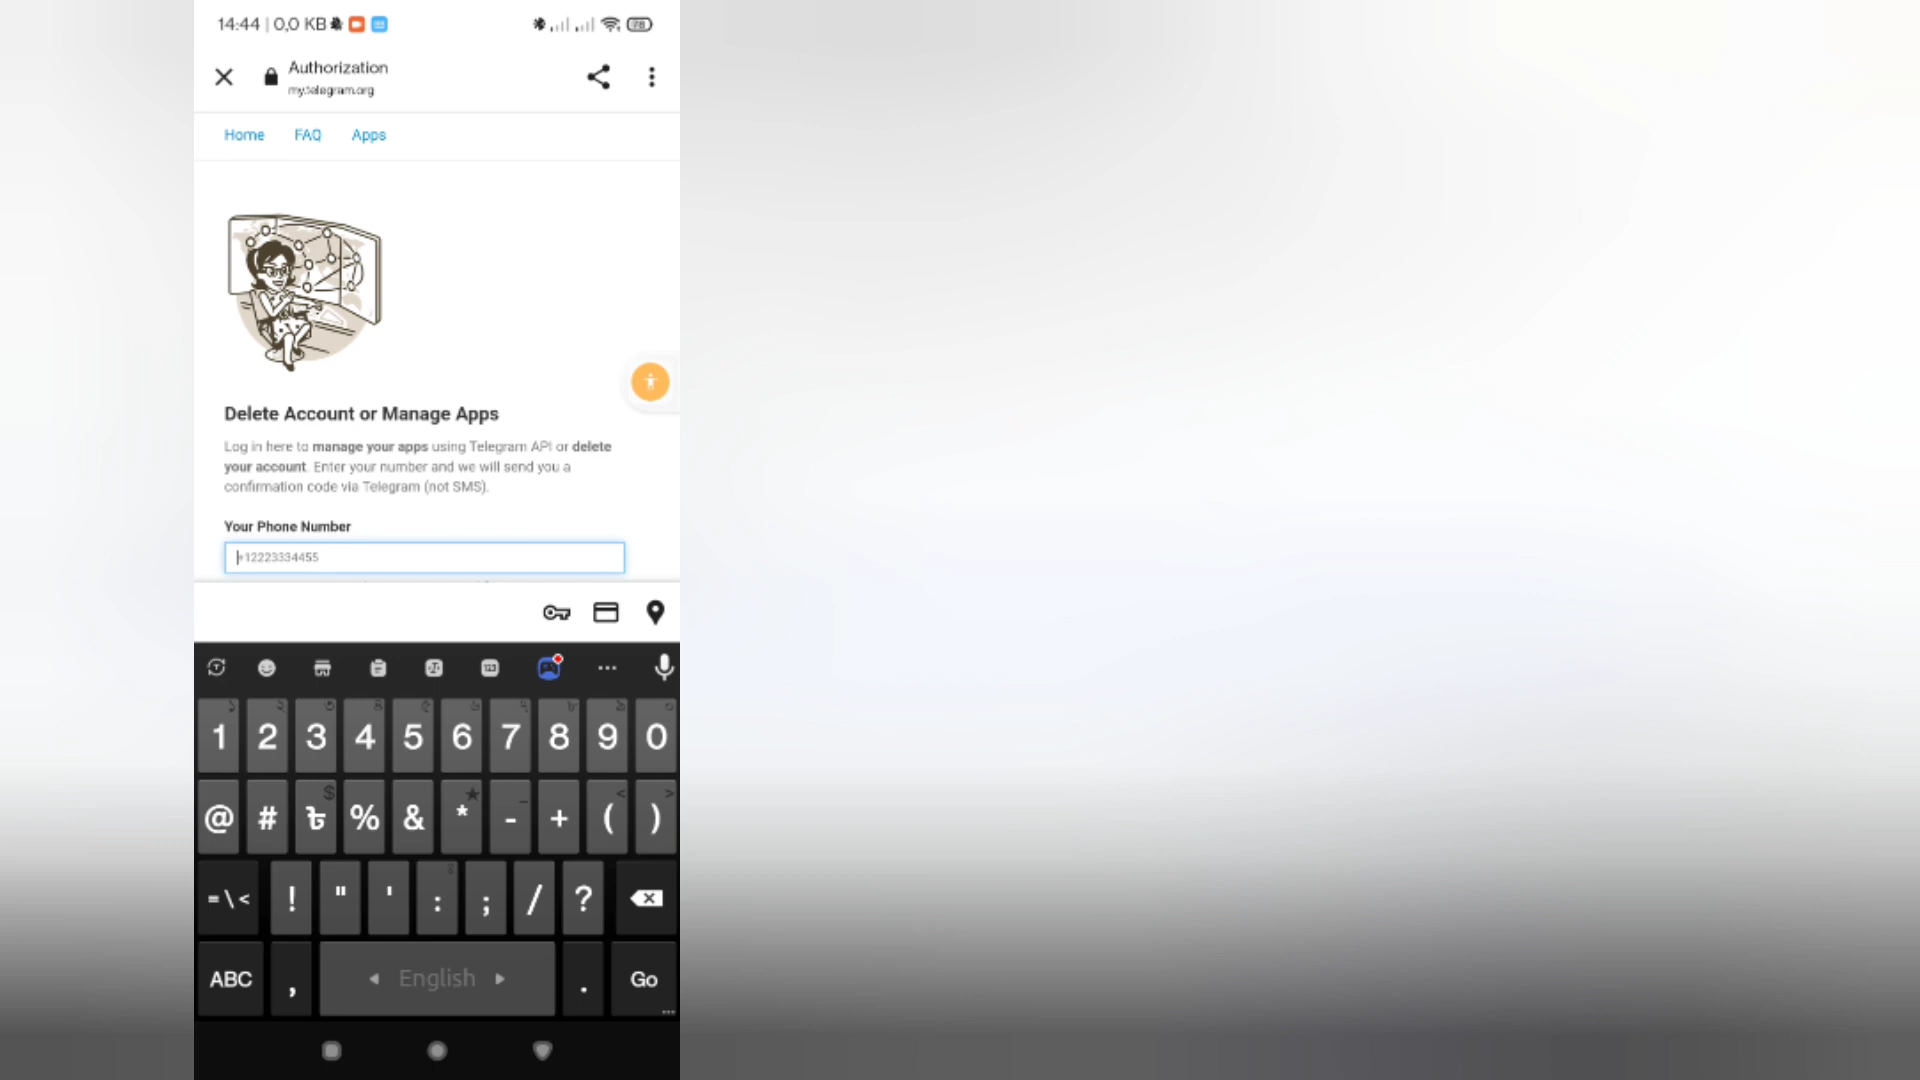 14:44 | 0,0 KB
78
Authorization
my.telegram.org
Home FAQ Apps
Delete Account or Manage Apps
Log in here to manage your apps using Telegram API or delete
your account. Enter your number and we will send you a
confirmation code via Telegram (not SMS).
Your Phone Number
+12223334455
1 2 3 4 5 6 7 8 9 0
@ # ৳ % & * - + ( )
= \ < ! " ' : ; / ?
ABC , English . Go